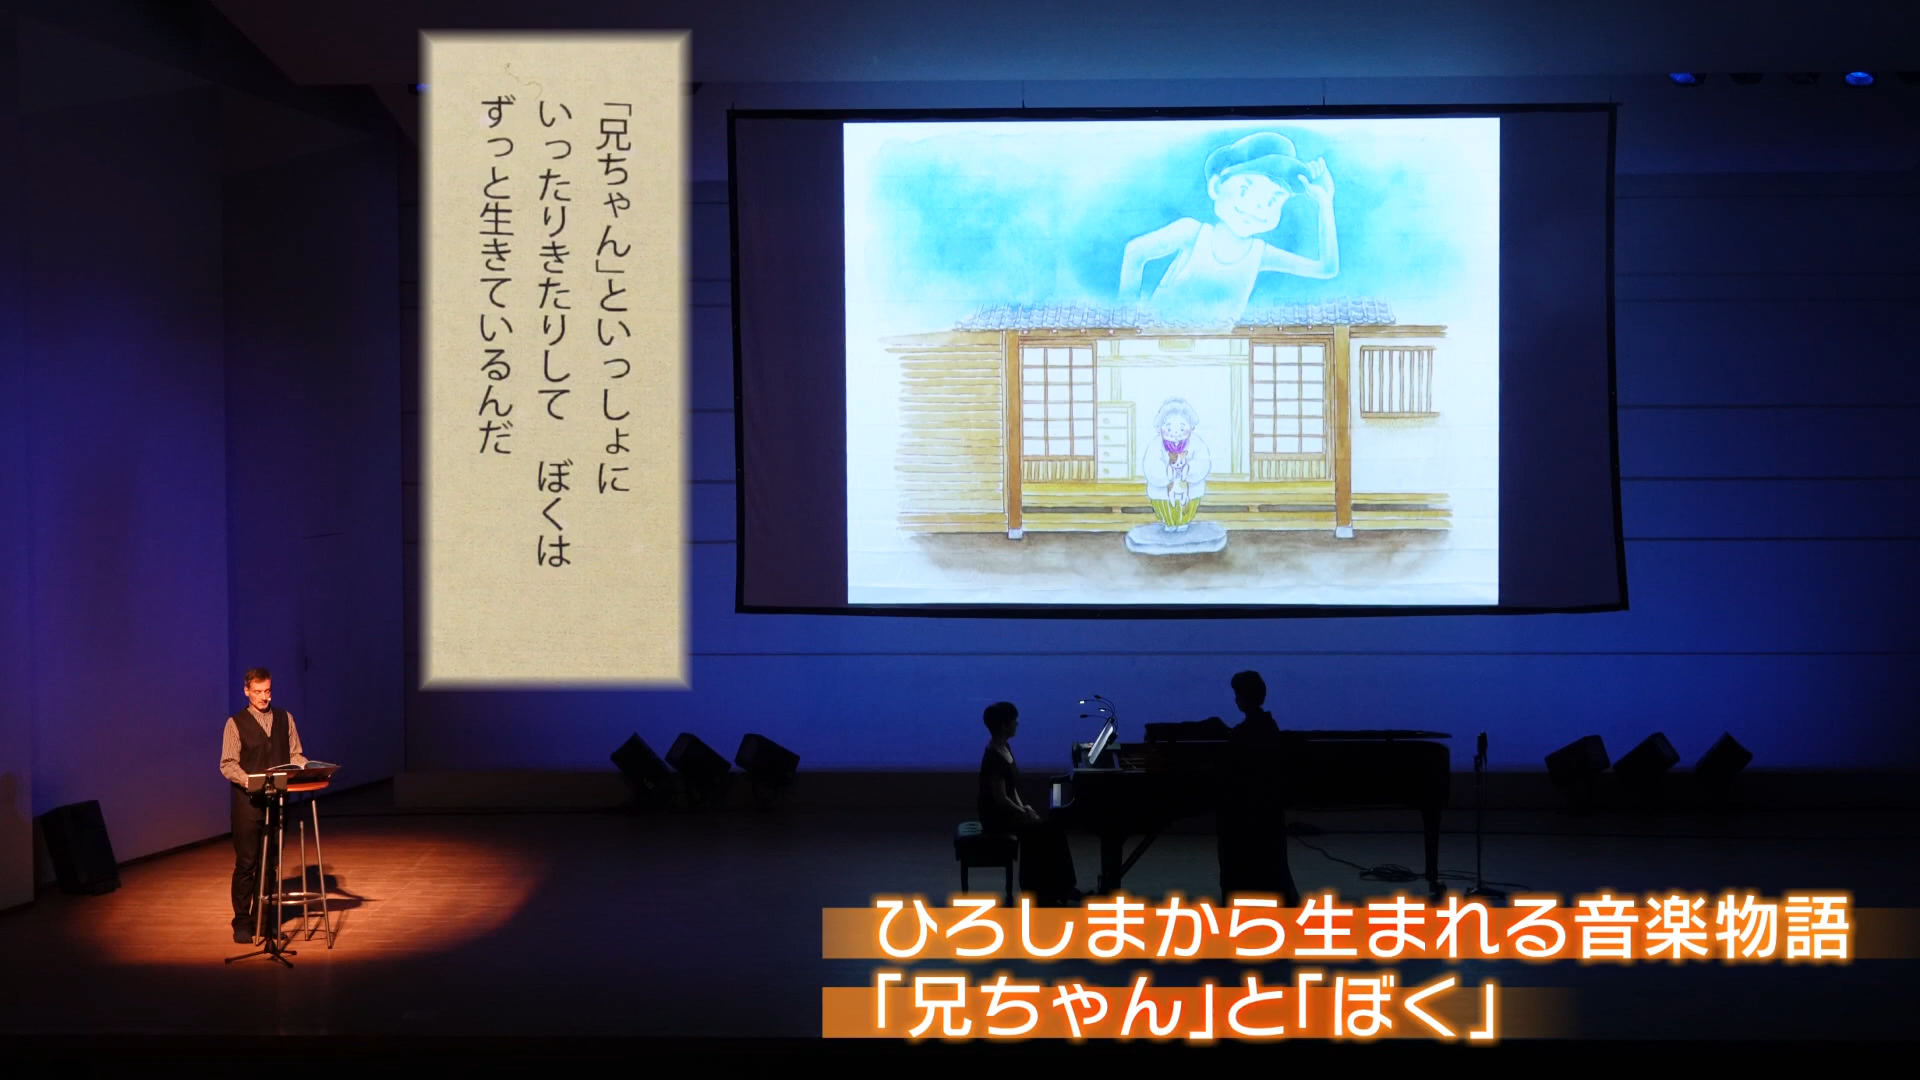 「兄ちゃん」といっしょに
いったりきたりして　ぼくは
ずっと生きているんだ
ひろしまから生まれる音楽物語
「兄ちゃん」と「ぼく」